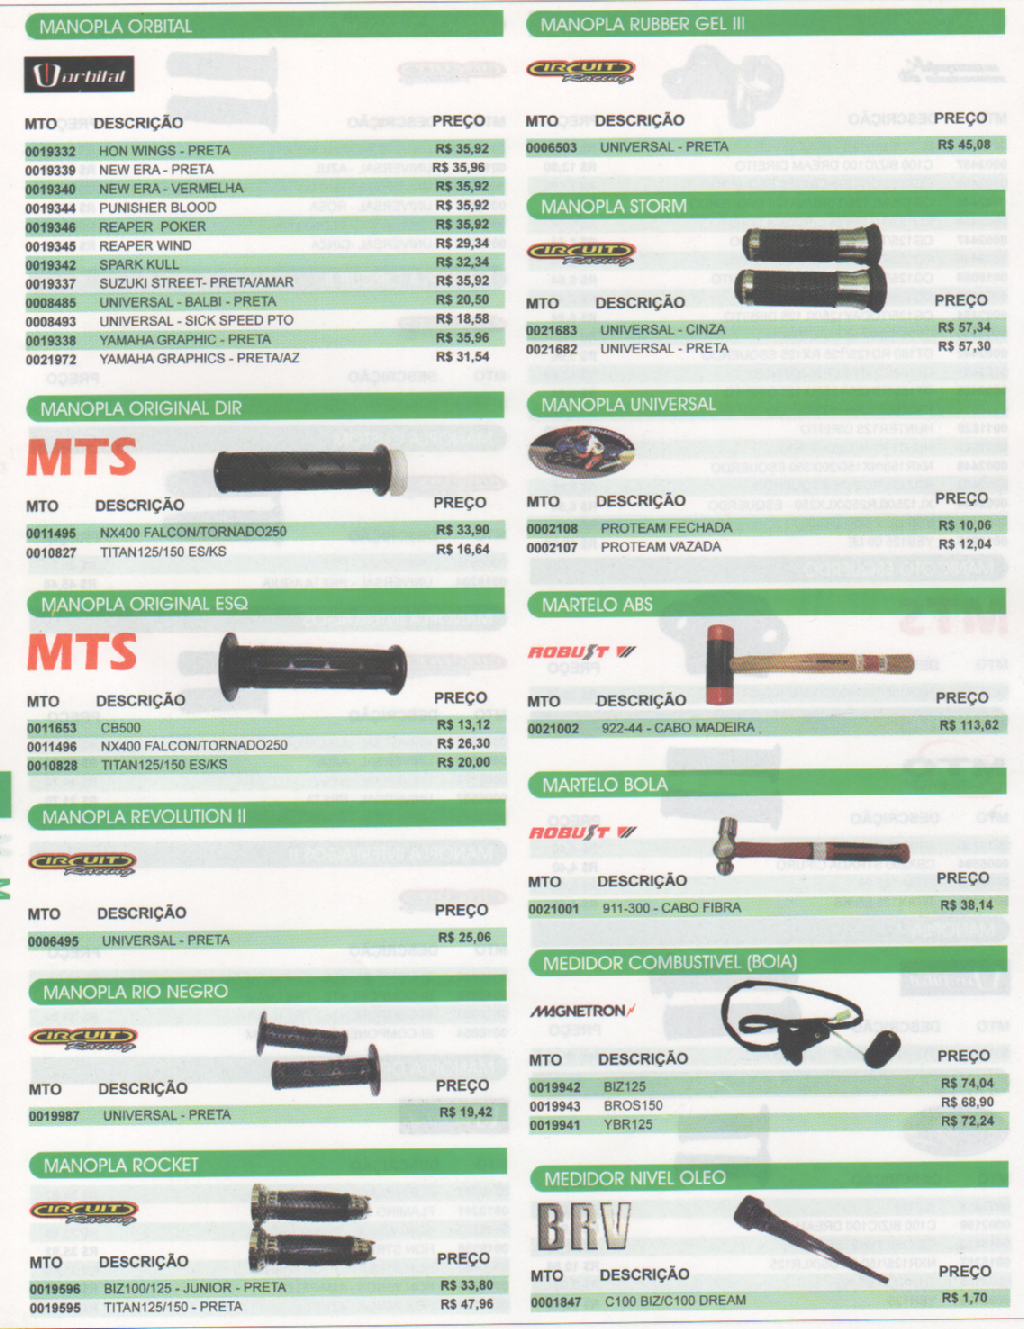 MANOPLA ORBITAL
orbital
MTO DESCRIÇÃO PREÇO
0019332 HON WINGS - PRETA R$ 35,92
0019339 NEW ERA - PRETA R$ 35,96
0019340 NEW ERA - VERMELHA R$ 35,92
0019344 PUNISHER BLOOD R$ 35,92
0019346 REAPER POKER R$ 35,92
0019345 REAPER WIND R$ 29,34
0019342 SPARK KULL R$ 32,34
0019337 SUZUKI STREET- PRETA/AMAR R$ 35,92
0008485 UNIVERSAL - BALBI - PRETA R$ 20,50
0008493 UNIVERSAL - SICK SPEED PTO R$ 18,58
0019338 YAMAHA GRAPHIC - PRETA R$ 35,96
0021972 YAMAHA GRAPHICS - PRETA/AZ R$ 31,54
MANOPLA ORIGINAL DIR
MTS
MTO DESCRIÇÃO PREÇO
0011495 NX400 FALCON/TORNADO250 R$ 33,90
0010827 TITAN125/150 ES/KS R$ 16,64
MANOPLA ORIGINAL ESQ
MTS
MTO DESCRIÇÃO PREÇO
0011653 CB500 R$ 13,12
0011496 NX400 FALCON/TORNADO250 R$ 26,30
0010828 TITAN125/150 ES/KS R$ 20,00
MANOPLA REVOLUTION II
CIRCUIT
Racing
MTO DESCRIÇÃO PREÇO
0006495 UNIVERSAL - PRETA R$ 25,06
MANOPLA RIO NEGRO
CIRCUIT
Racing
MTO DESCRIÇÃO PREÇO
0019987 UNIVERSAL - PRETA R$ 19,42
MANOPLA ROCKET
CIRCUIT
Racing
MTO DESCRIÇÃO PREÇO
0019596 BIZ100/125 - JUNIOR - PRETA R$ 33,80
0019595 TITAN125/150 - PRETA R$ 47,96
M
MANOPLA RUBBER GEL III
CIRCUIT
Racing
MTO DESCRIÇÃO PREÇO
0006503 UNIVERSAL - PRETA R$ 45,08
MANOPLA STORM
CIRCUIT
Racing
MTO DESCRIÇÃO PREÇO
0021683 UNIVERSAL - CINZA R$ 57,34
0021682 UNIVERSAL - PRETA R$ 57,30
MANOPLA UNIVERSAL
MTO DESCRIÇÃO PREÇO
0002108 PROTEAM FECHADA R$ 10,06
0002107 PROTEAM VAZADA R$ 12,04
MARTELO ABS
ROBUST
MTO DESCRIÇÃO PREÇO
0021002 922-44 - CABO MADEIRA R$ 113,62
MARTELO BOLA
ROBUST
MTO DESCRIÇÃO PREÇO
0021001 911-300 - CABO FIBRA R$ 38,14
MEDIDOR COMBUSTIVEL (BOIA)
MAGNETRON
MTO DESCRIÇÃO PREÇO
0019942 BIZ125 R$ 74,04
0019943 BROS150 R$ 68,90
0019941 YBR125 R$ 72,24
MEDIDOR NIVEL OLEO
BRV
MTO DESCRIÇÃO PREÇO
0001847 C100 BIZ/C100 DREAM R$ 1,70